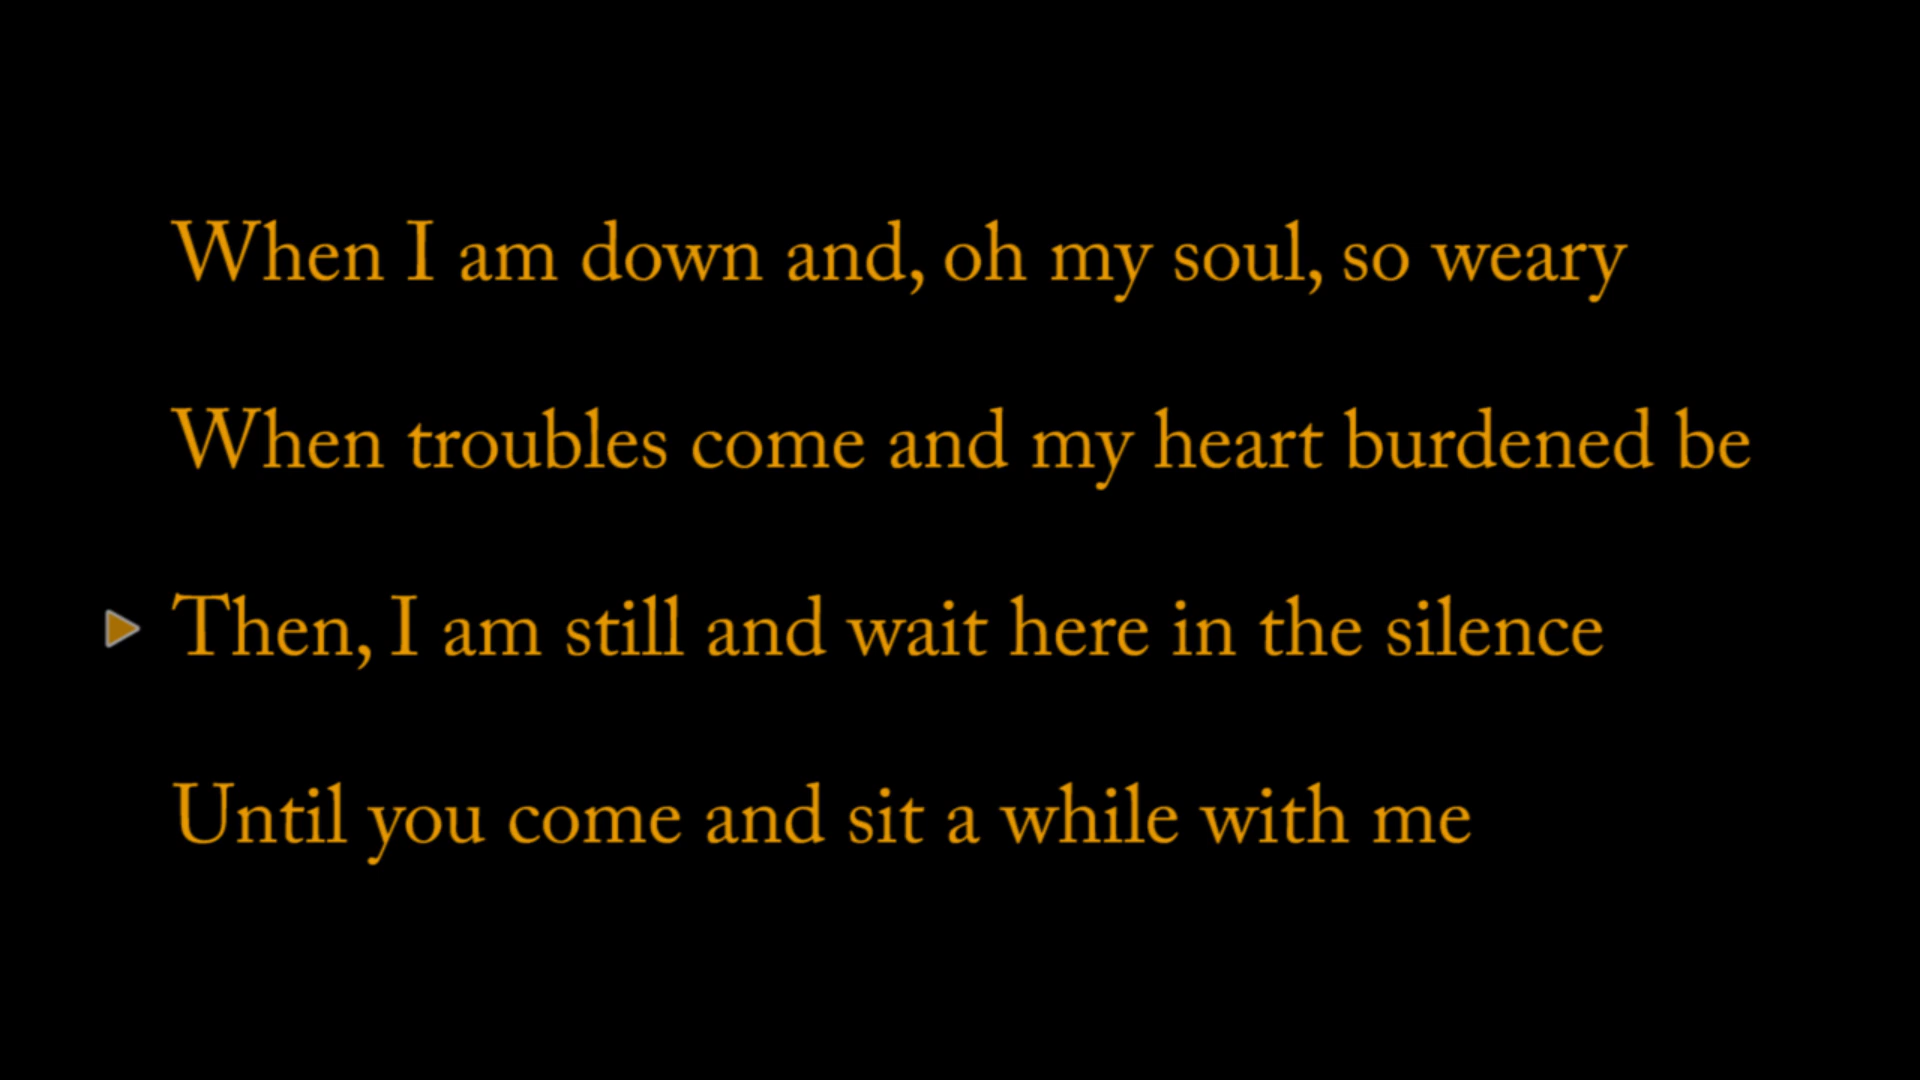 When I am down and, oh my soul, so weary
When troubles come and my heart burdened be
Then, I am still and wait here in the silence
Until you come and sit a while with me